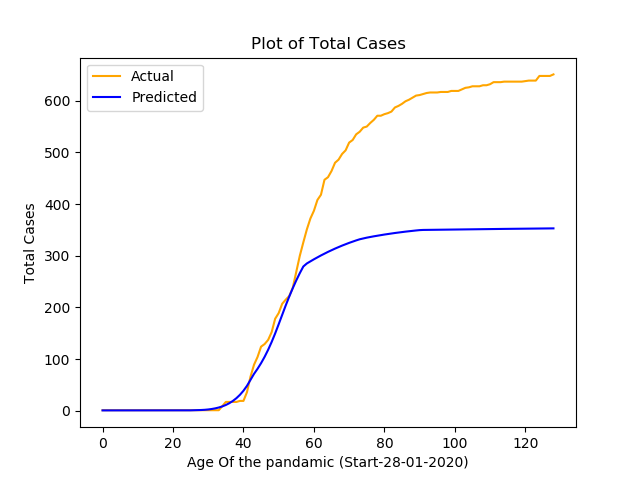 Plot of Total Cases
Actual
Predicted
600
500
400
300
200
100
0
Total Cases
0 20 40 60 80 100 120
Age Of the pandamic (Start-28-01-2020)